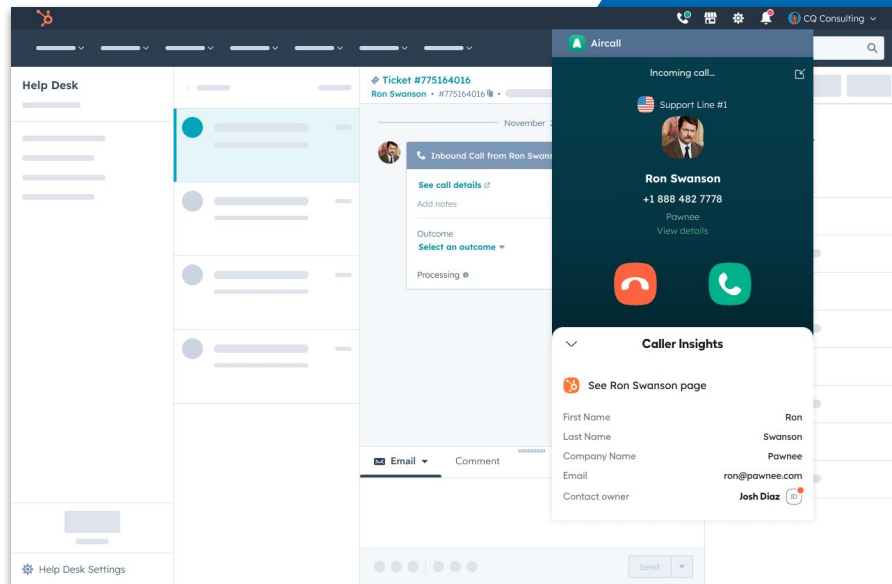 CQ Consulting
Aircall
Help Desk
Ticket #775164016
Ron Swanson • #775164016 •
Incoming call...
Support Line #1
November
Inbound Call from Ron
See call details
Add notes
Outcome
Select an outcome
Processing
Ron Swanson
+1 888 482 7778
Pawnee
View details
Caller Insights
See Ron Swanson page
First Name Ron
Last Name Swanson
Company Name Pawnee
Email ron@pawnee.com
Contact owner Josh Diaz JD
Email Comment
Help Desk Settings
Send